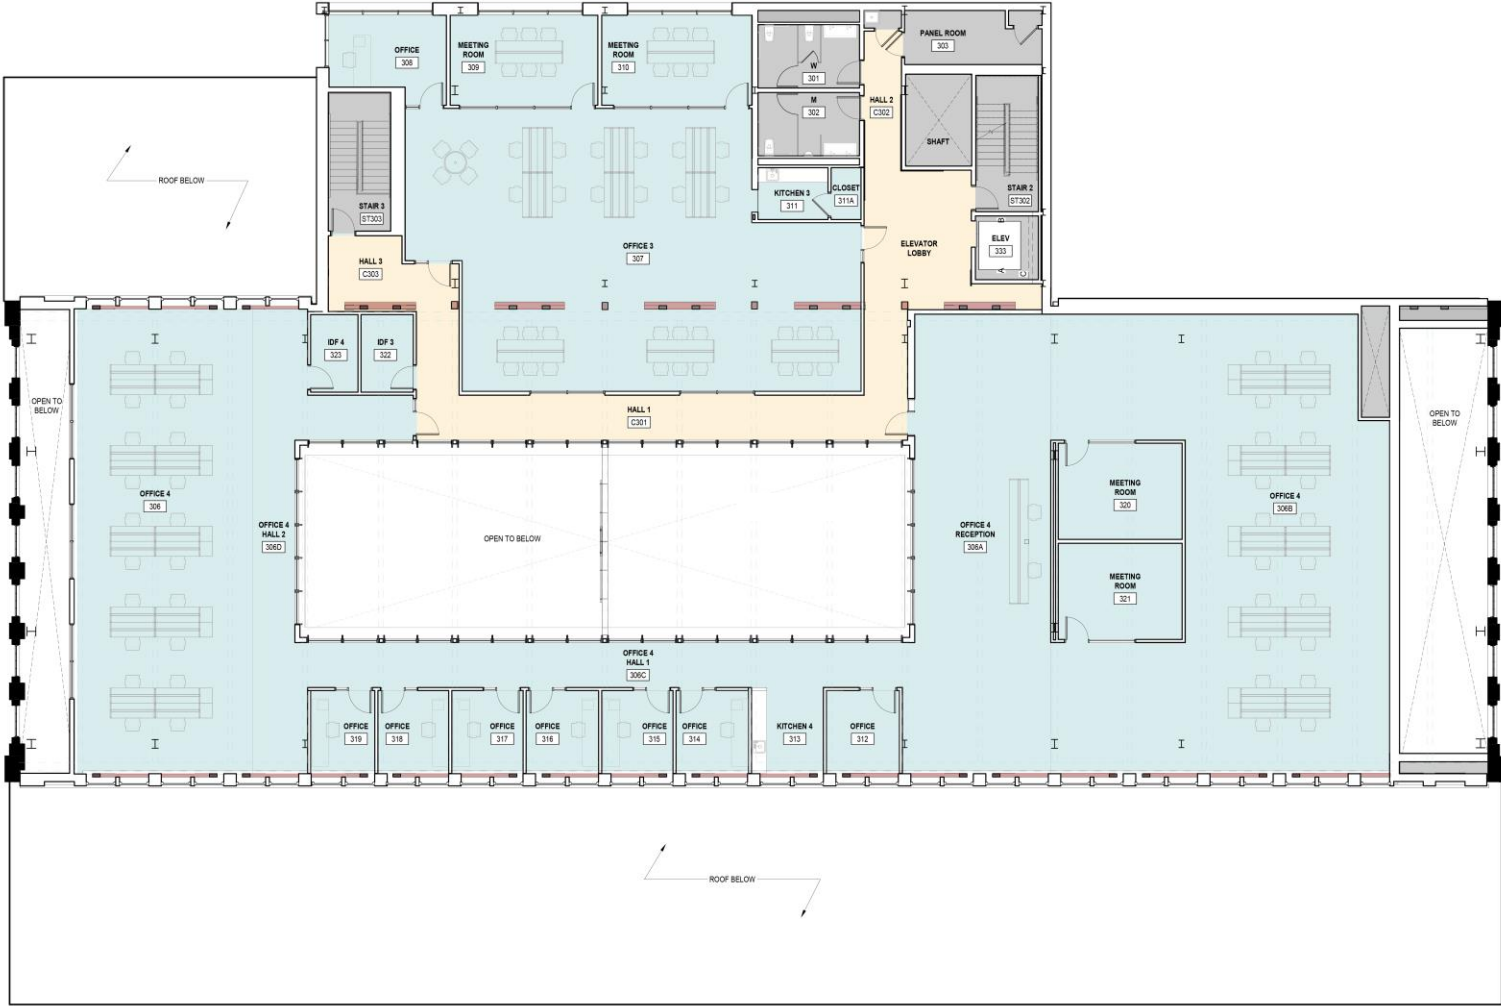 OFFICE
308
MEETING
ROOM
309
MEETING
ROOM
310
W
301
M
302
PANEL ROOM
303
HALL 2
C302
SHAFT
STAIR 2
ST302
ROOF BELOW
STAIR 3
ST303
KITCHEN 3
311
CLOSET
311A
ELEV
333
A
B
C
ELEVATOR
LOBBY
OFFICE 3
307
HALL 3
C303
IDF 4
323
IDF 3
322
OPEN TO
BELOW
HALL 1
C301
OPEN TO
BELOW
OFFICE 4
306
OFFICE 4
HALL 2
306D
OPEN TO BELOW
OFFICE 4
RECEPTION
306A
MEETING
ROOM
320
OFFICE 4
306B
MEETING
ROOM
321
OFFICE 4
HALL 1
306C
OFFICE
319
OFFICE
318
OFFICE
317
OFFICE
316
OFFICE
315
OFFICE
314
KITCHEN 4
313
OFFICE
312
ROOF BELOW